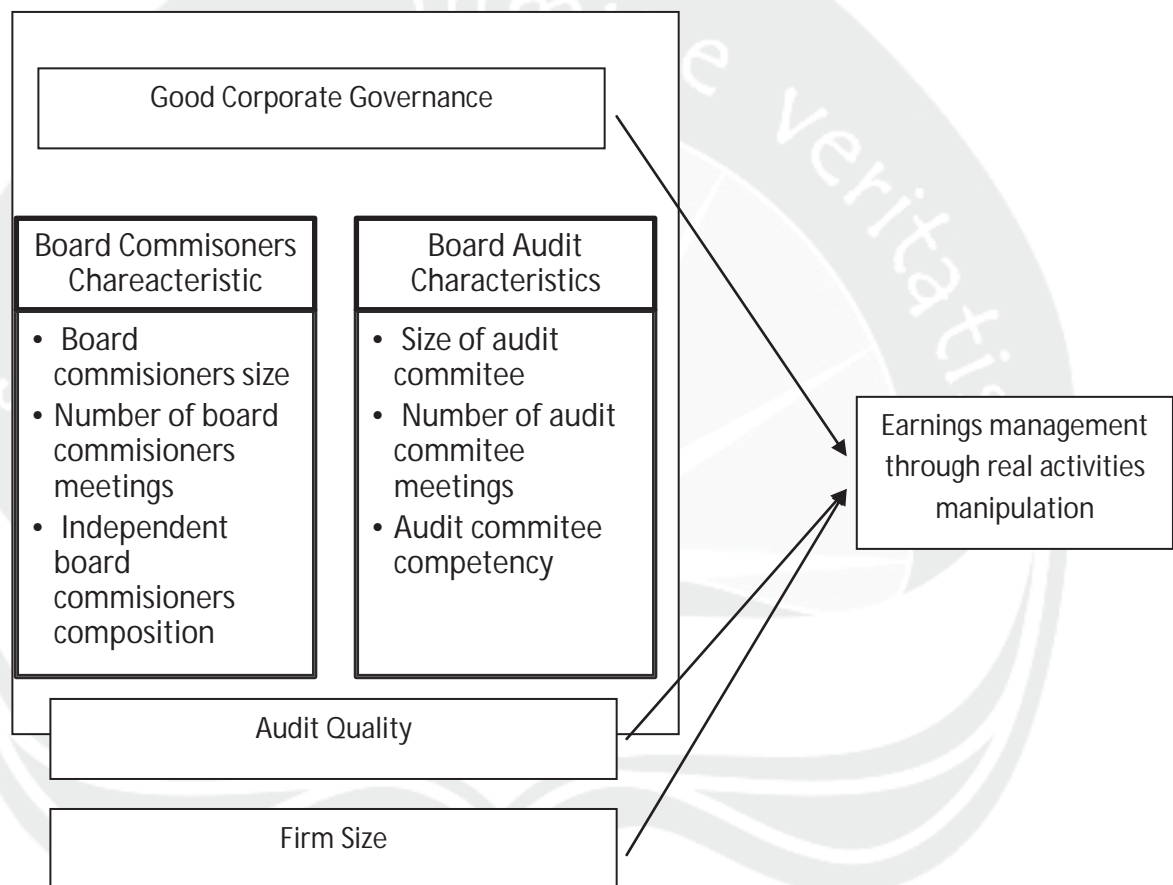 Good Corporate Governance
Board Commisoners
Chareacteristic
• Board
commisioners size
• Number of board
commisioners
meetings
• Independent
board
commisioners
composition
Board Audit
Characteristics
• Size of audit
commitee
• Number of audit
commitee
meetings
• Audit commitee
competency
Earnings management
through real activities
manipulation
Audit Quality
Firm Size
veritatis